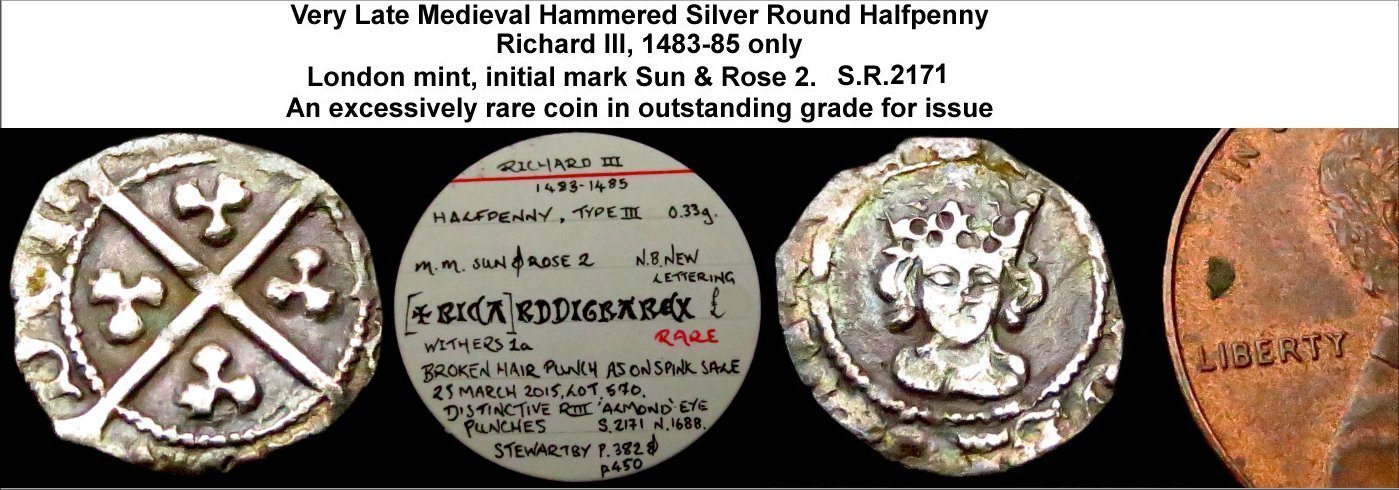 Very Late Medieval Hammered Silver Round Halfpenny
Richard III, 1483-85 only
London mint, initial mark Sun & Rose 2. S.R.2171
An excessively rare coin in outstanding grade for issue
RICHARD III
1483-1485
HALFPENNY, TYPE III 0.33g.
M.M. SUN & ROSE 2 N.B. NEW
LETTERING
[✠RICA]RDDIGRAREX £
WITHERS 1a RARE
BROKEN HAIR PUNCH AS ON SPINK SALE
25 MARCH 2015, LOT, 570.
DISTINCTIVE RIII 'ALMOND' EYE
PUNCHES S.2171 N.1688.
STEWARTBY P.382 &
p450
LIBERTY